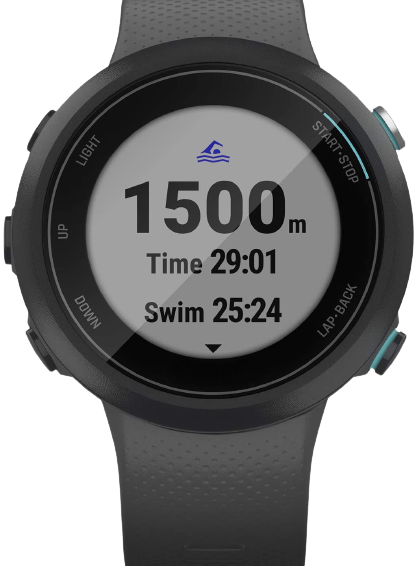 LIGHT
START·STOP
1500m
UP
Time 29:01
Swim 25:24
DOWN
LAP·BACK